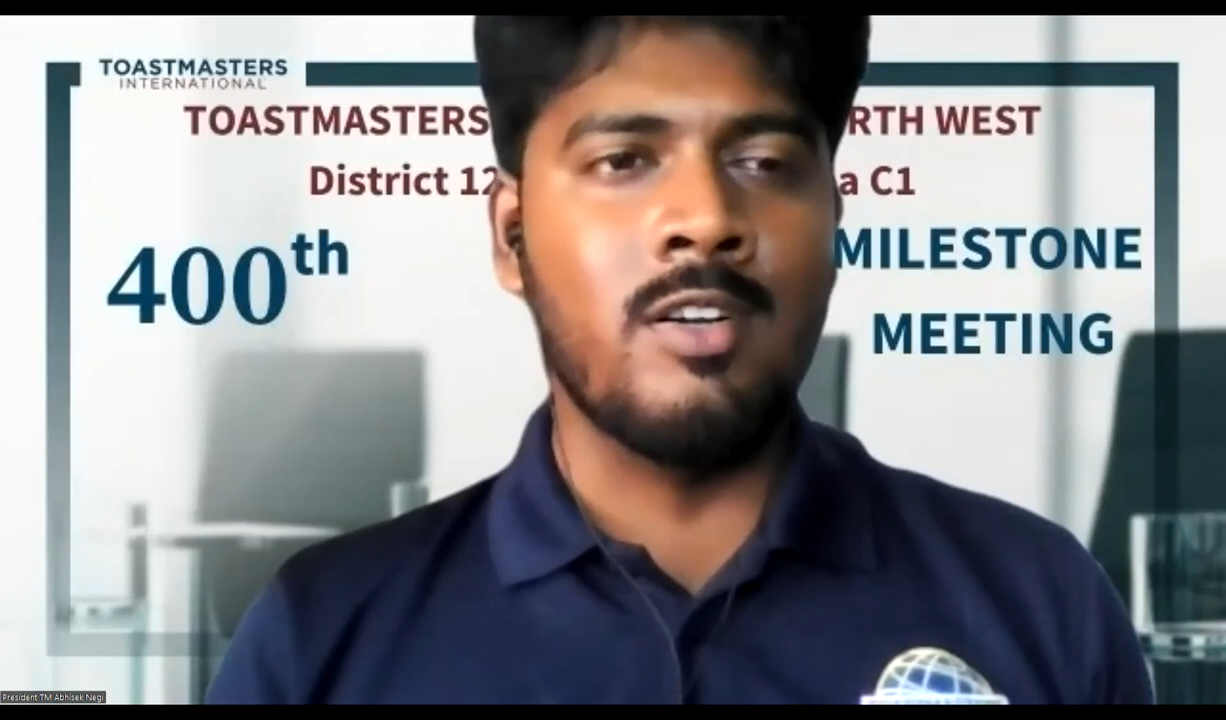 TOASTMASTERS
INTERNATIONAL
TOASTMASTERS RTH WEST
District 12 a C1
400th
MILESTONE
MEETING
President TM Abhisek Negi